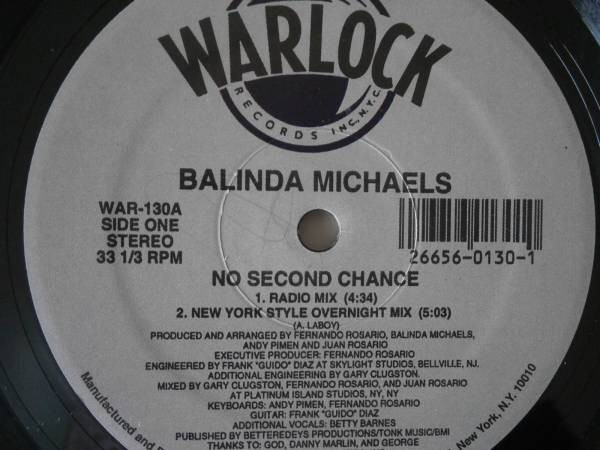 WARLOCK
RECORDS INC., N.Y.C.
BALINDA MICHAELS
WAR-130A
SIDE ONE
STEREO
33 1/3 RPM
26656-0130-1
NO SECOND CHANCE
1. RADIO MIX (4:34)
2. NEW YORK STYLE OVERNIGHT MIX (5:03)
(A. LABOY)
PRODUCED AND ARRANGED BY FERNANDO ROSARIO, BALINDA MICHAELS,
ANDY PIMEN AND JUAN ROSARIO
EXECUTIVE PRODUCER: FERNANDO ROSARIO
ENGINEERED BY FRANK "GUIDO" DIAZ AT SKYLIGHT STUDIOS, BELLVILLE, NJ.
ADDITIONAL ENGINEERING BY GARY CLUGSTON.
MIXED BY GARY CLUGSTON, FERNANDO ROSARIO, AND JUAN ROSARIO
AT PLATINUM ISLAND STUDIOS, NY, NY
KEYBOARDS: ANDY PIMEN, FERNANDO ROSARIO
GUITAR: FRANK "GUIDO" DIAZ
ADDITIONAL VOCALS: BETTY BARNES
PUBLISHED BY BETTEREDEYS PRODUCTIONS/TONK MUSIC/BMI
THANKS TO: GOD, DANNY MARLIN, AND GEORGE
Manufactured and
New York, N.Y. 10010